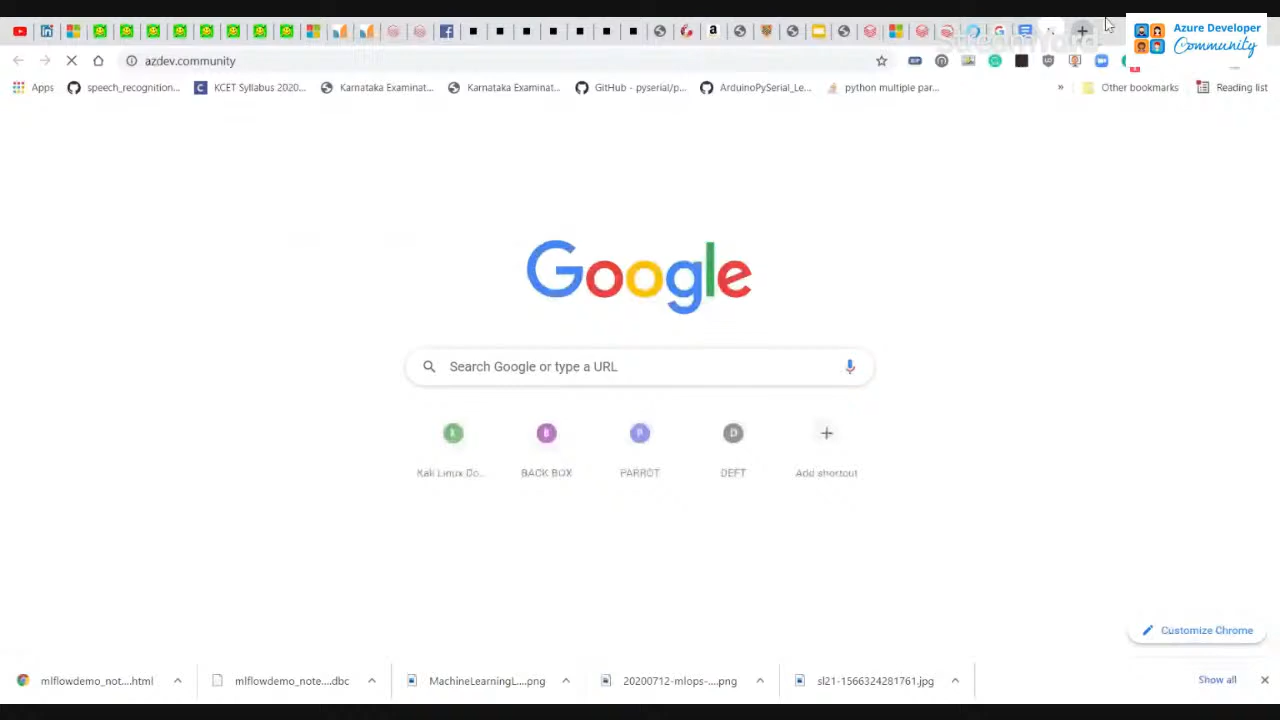 StreamYard
Azure Developer
Community
azdev.community
Apps
speech_recognition...
KCET Syllabus 2020...
Karnataka Examinat...
Karnataka Examinat...
GitHub - pyserial/p...
ArduinoPySerial_Le...
python multiple par...
»
Other bookmarks
Reading list
Google
Search Google or type a URL
K
B
P
D
Kali Linux Do...
BACK BOX
PARROT
DEFT
Add shortcut
Customize Chrome
mlflowdemo_not....html
mlflowdemo_note....dbc
MachineLearningL....png
20200712-mlops-....png
sl21-1566324281761.jpg
Show all